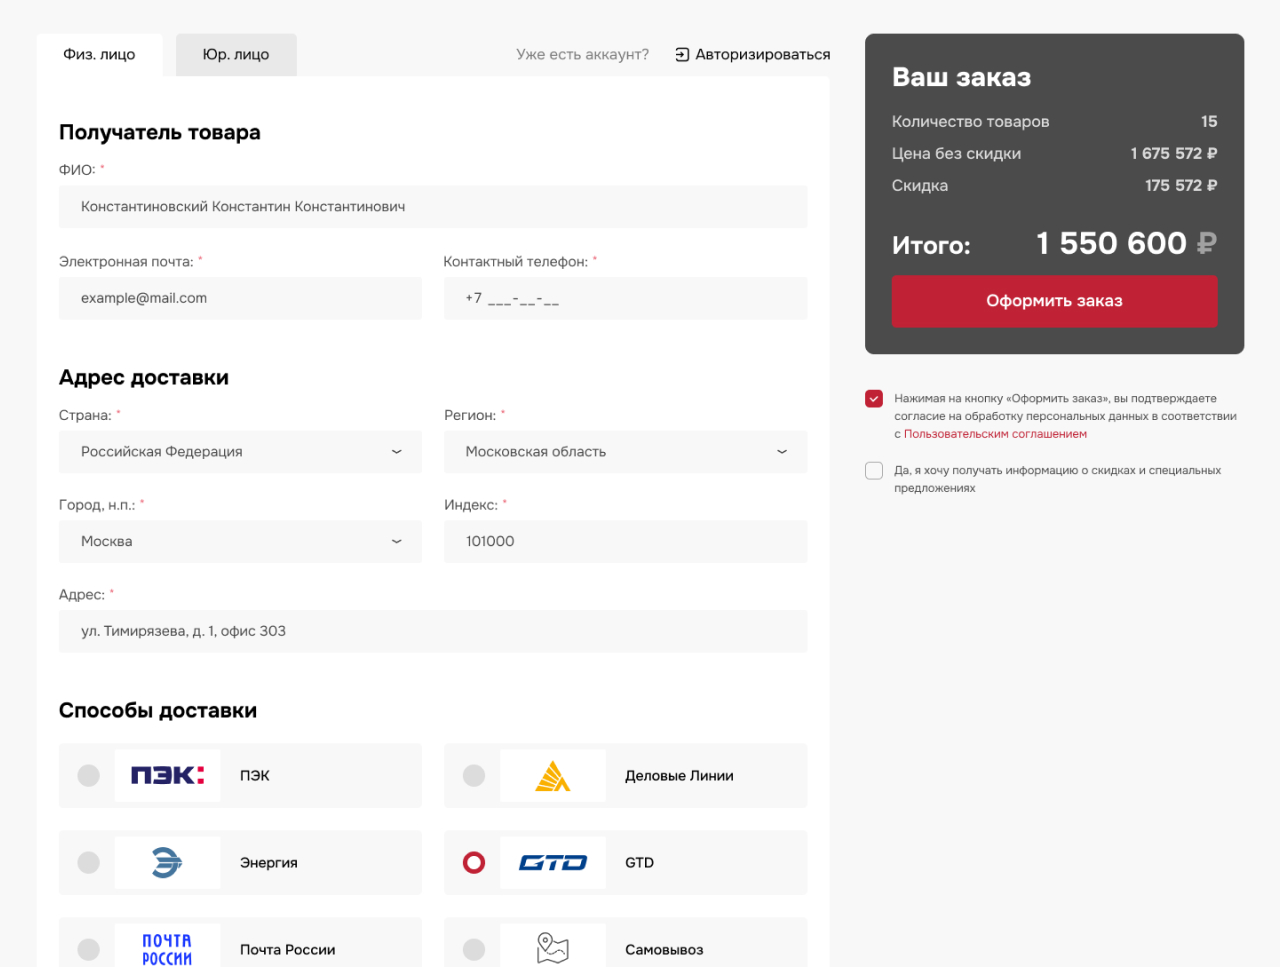 Физ. лицо
Юр. лицо
Уже есть аккаунт?
Авторизироваться
Получатель товара
ФИО: *
Константиновский Константин Константинович
Электронная почта: *
Контактный телефон: *
example@mail.com
+7 ___-__-__
Адрес доставки
Страна: *
Регион: *
Российская Федерация
Московская область
Город, н.п.: *
Индекс: *
Москва
101000
Адрес: *
ул. Тимирязева, д. 1, офис 303
Способы доставки
ПЭК: ПЭК
Деловые Линии
Энергия
GTD GTD
ПОЧТА
РОССИИ
Почта России
Самовывоз
Ваш заказ
Количество товаров 15
Цена без скидки 1 675 572 ₽
Скидка 175 572 ₽
Итого: 1 550 600 ₽
Оформить заказ
Нажимая на кнопку «Оформить заказ», вы подтверждаете
согласие на обработку персональных данных в соответствии
с Пользовательским соглашением
Да, я хочу получать информацию о скидках и специальных
предложениях